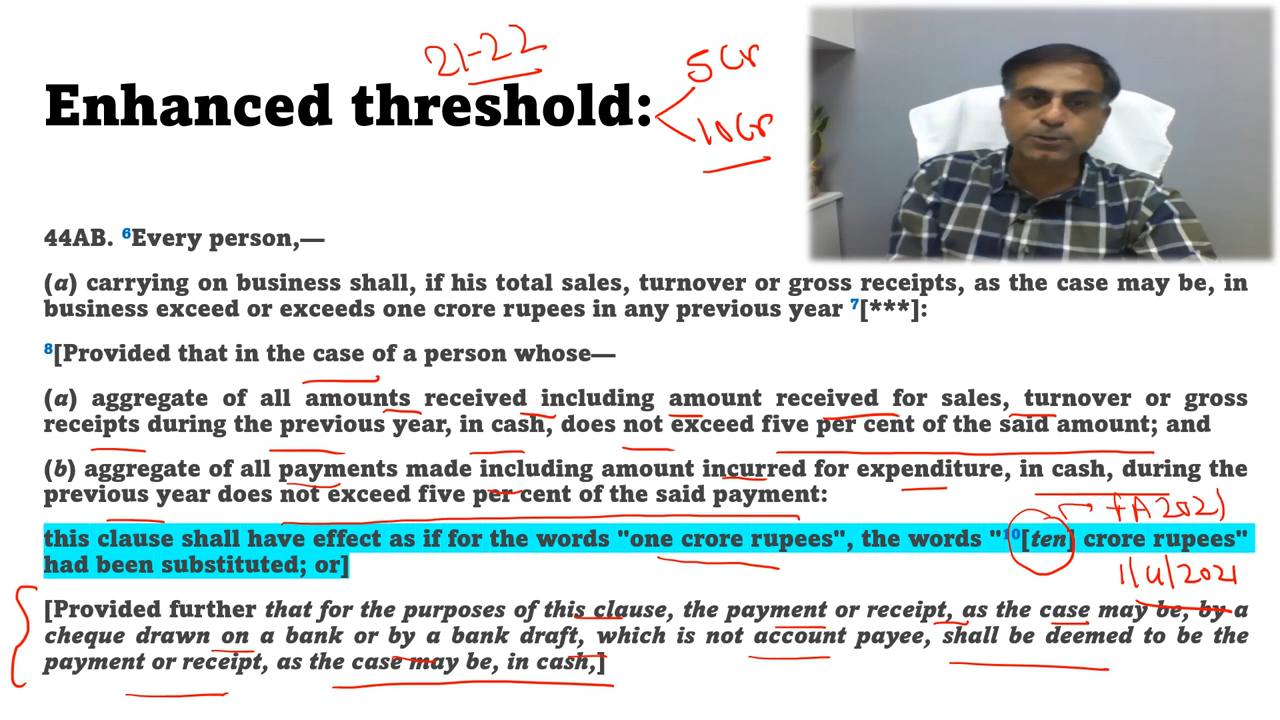 21-22
Enhanced threshold:
5 Cr
10 Cr
44AB. ⁶Every person,—
(a) carrying on business shall, if his total sales, turnover or gross receipts, as the case may be, in
business exceed or exceeds one crore rupees in any previous year ⁷[***]:
⁸[Provided that in the case of a person whose—
(a) aggregate of all amounts received including amount received for sales, turnover or gross
receipts during the previous year, in cash, does not exceed five per cent of the said amount; and
(b) aggregate of all payments made including amount incurred for expenditure, in cash, during the
previous year does not exceed five per cent of the said payment:
FA 2021
this clause shall have effect as if for the words "one crore rupees", the words "¹⁰[ten] crore rupees"
had been substituted; or]
1/4/2021
[Provided further that for the purposes of this clause, the payment or receipt, as the case may be, by a
cheque drawn on a bank or by a bank draft, which is not account payee, shall be deemed to be the
payment or receipt, as the case may be, in cash,]